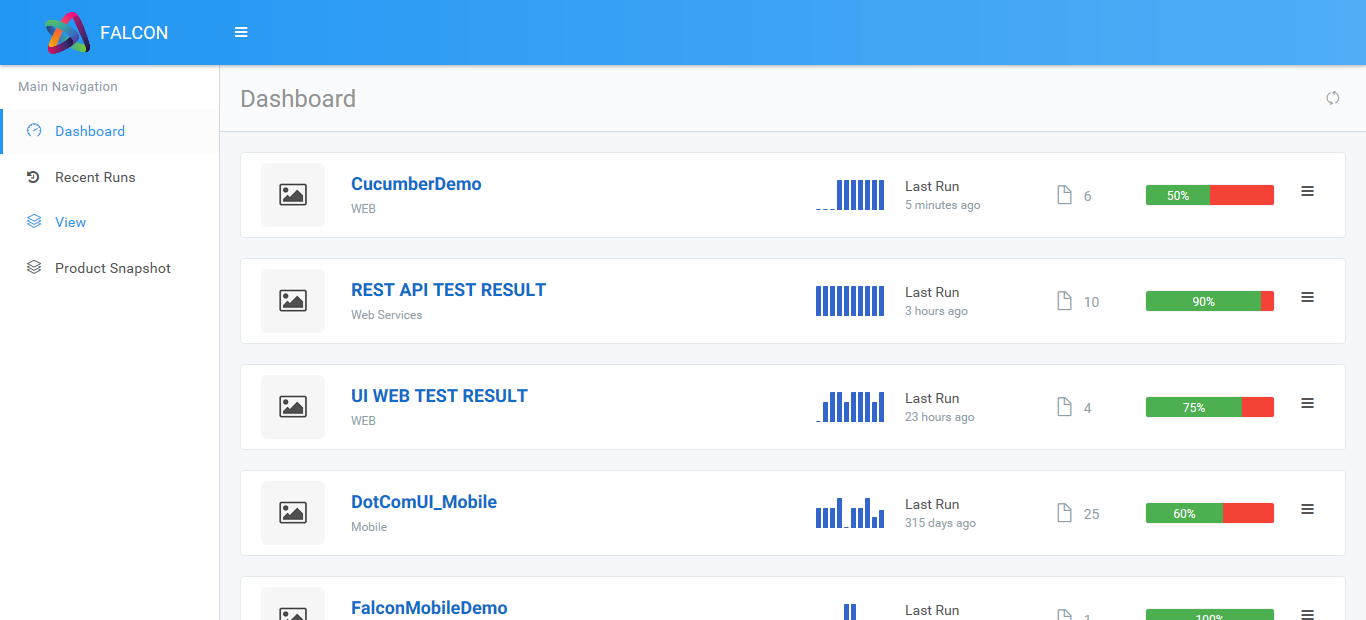 FALCON
Main Navigation
Dashboard
Recent Runs
View
Product Snapshot
Dashboard
CucumberDemo
WEB
Last Run
5 minutes ago
6
50%
REST API TEST RESULT
Web Services
Last Run
3 hours ago
10
90%
UI WEB TEST RESULT
WEB
Last Run
23 hours ago
4
75%
DotComUI_Mobile
Mobile
Last Run
315 days ago
25
60%
FalconMobileDemo
Last Run
1
100%